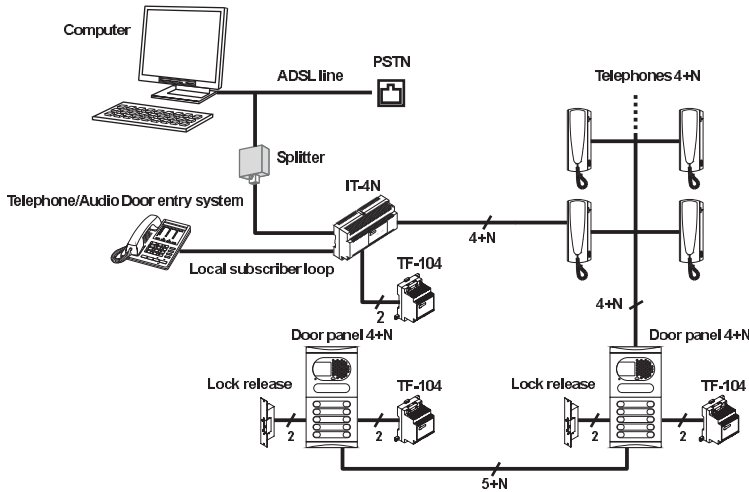 Computer
ADSL line
PSTN
Telephones 4+N
Splitter
IT-4N
Telephone/Audio Door entry system
4+N
Local subscriber loop
TF-104
2
4+N
Door panel 4+N
Door panel 4+N
Lock release
TF-104
Lock release
TF-104
2
2
2
2
5+N